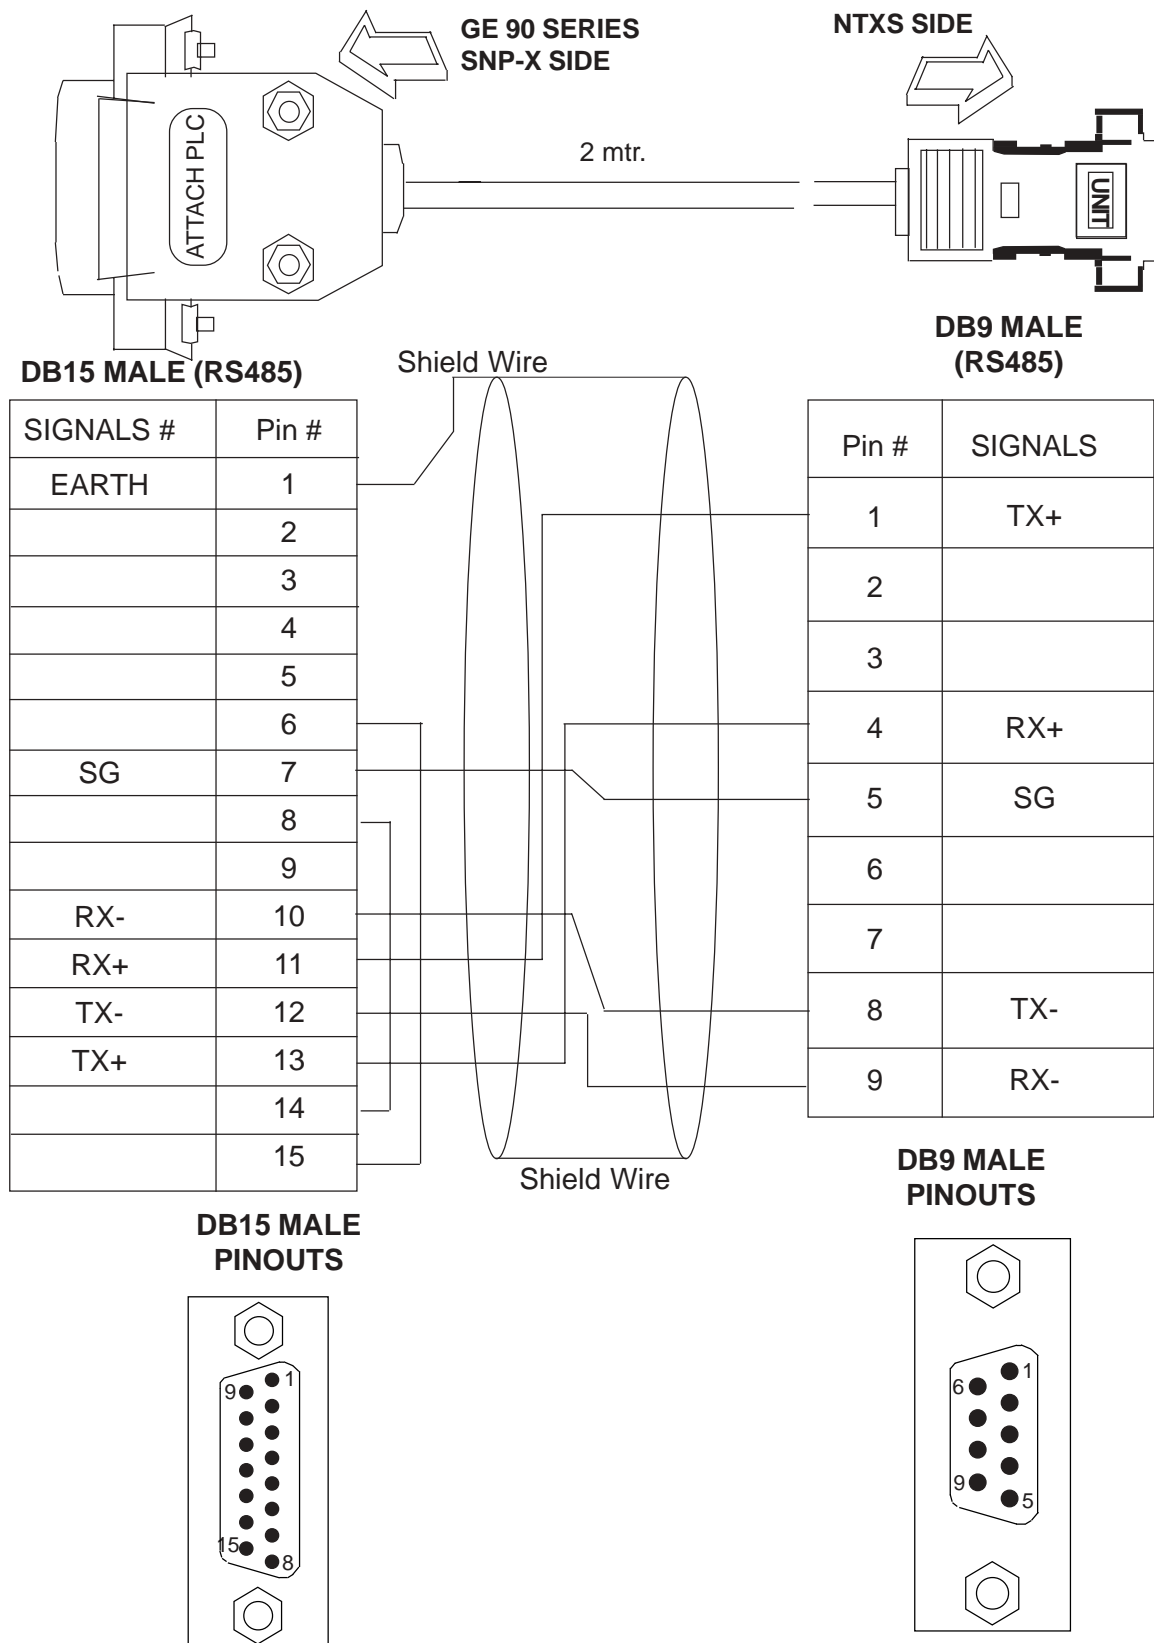 GE 90 SERIES
SNP-X SIDE
NTXS SIDE
ATTACH PLC
2 mtr.
UNIT
DB15 MALE (RS485)
DB9 MALE
(RS485)
Shield Wire
SIGNALS # Pin #
EARTH 1
2
3
4
5
6
SG 7
8
9
RX- 10
RX+ 11
TX- 12
TX+ 13
14
15
Pin # SIGNALS
1 TX+
2
3
4 RX+
5 SG
6
7
8 TX-
9 RX-
Shield Wire
DB15 MALE
PINOUTS
DB9 MALE
PINOUTS
9 1
15 8
6 1
9 5